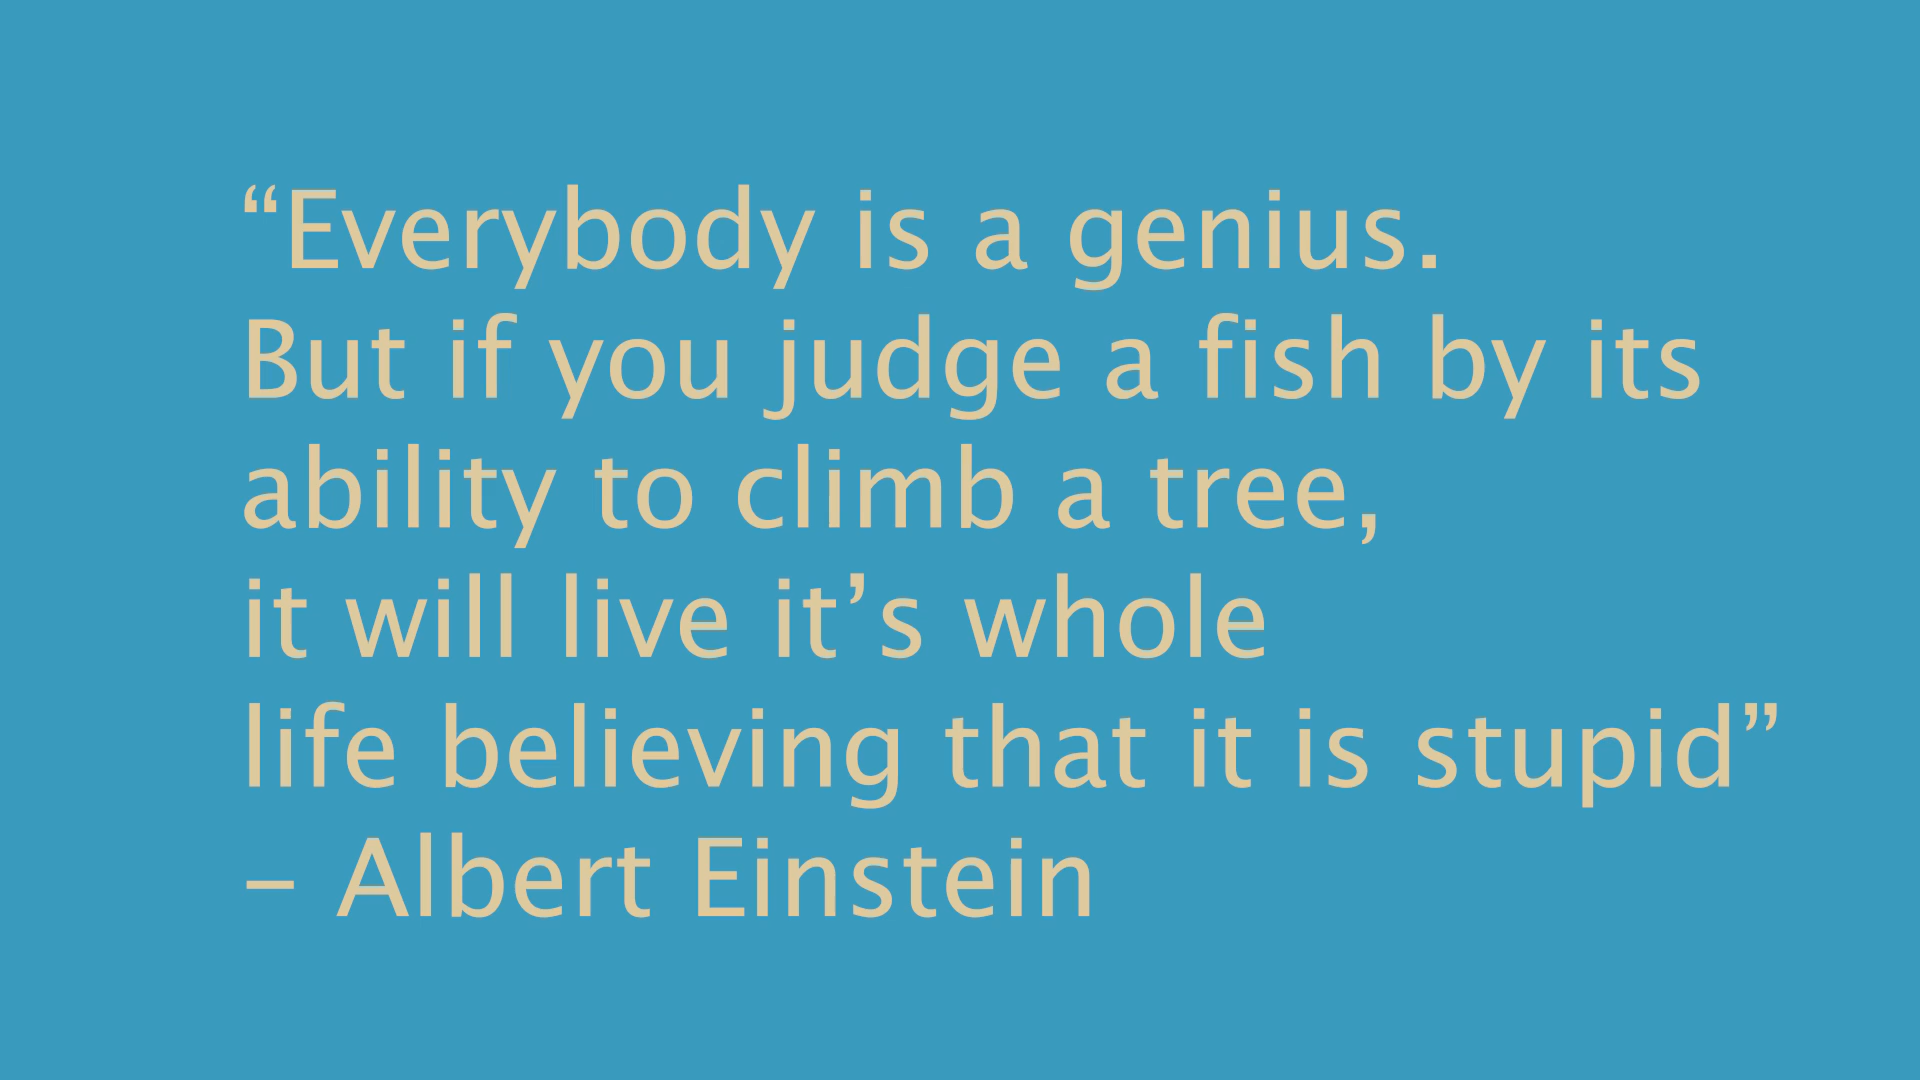 “Everybody is a genius.
But if you judge a fish by its
ability to climb a tree,
it will live it’s whole
life believing that it is stupid”
– Albert Einstein